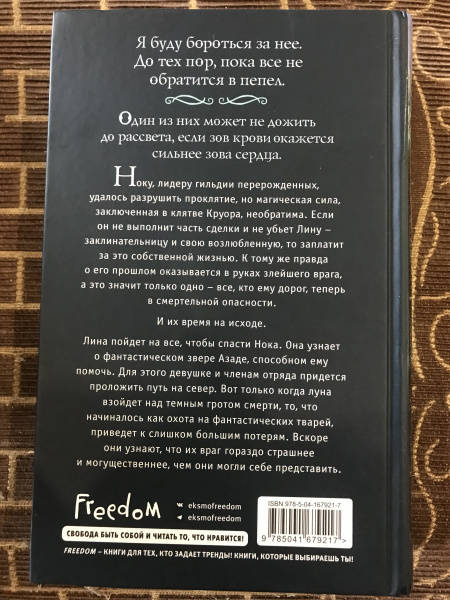 Я буду бороться за нее.
До тех пор, пока все не
обратится в пепел.
Один из них может не дожить
до рассвета, если зов крови окажется
сильнее зова сердца.
Ноку, лидеру гильдии перерожденных,
удалось разрушить проклятие, но магическая сила,
заключенная в клятве Круора, необратима. Если
он не выполнит часть сделки и не убьет Лину —
заклинательницу и свою возлюбленную, то заплатит
за это собственной жизнью. К тому же правда
о его прошлом оказывается в руках злейшего врага,
а это значит только одно – все, кто ему дорог, теперь
в смертельной опасности.
И их время на исходе.
Лина пойдет на все, чтобы спасти Нока. Она узнает
о фантастическом звере Азаде, способном ему
помочь. Для этого девушке и членам отряда придется
проложить путь на север. Вот только когда луна
взойдет над темным гротом смерти, то, что
начиналось как охота на фантастических тварей,
приведет к слишком большим потерям. Вскоре
они узнают, что их враг гораздо страшнее
и могущественнее, чем они могли себе представить.
Freedom
eksmofreedom
eksmofreedom
ISBN 978-5-04-167921-7
9 785041 679217 >
СВОБОДА БЫТЬ СОБОЙ И ЧИТАТЬ ТО, ЧТО НРАВИТСЯ!
FREEDOM – КНИГИ ДЛЯ ТЕХ, КТО ЗАДАЕТ ТРЕНДЫ! КНИГИ, КОТОРЫЕ ВЫБИРАЕШЬ ТЫ!